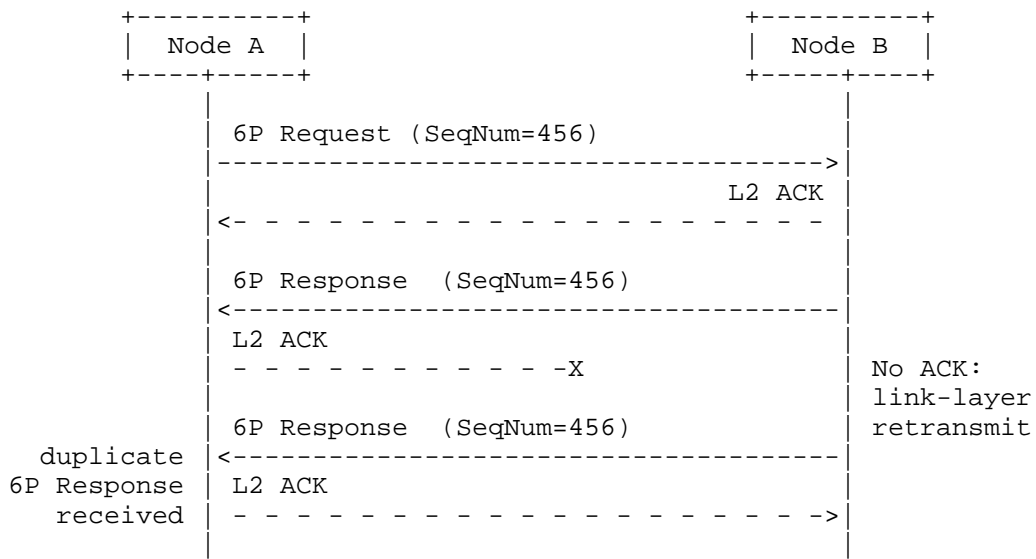 Node A Node B
6P Request (SeqNum=456)
L2 ACK
6P Response (SeqNum=456)
L2 ACK
X No ACK:
link-layer
6P Response (SeqNum=456) retransmit
duplicate
6P Response L2 ACK
received